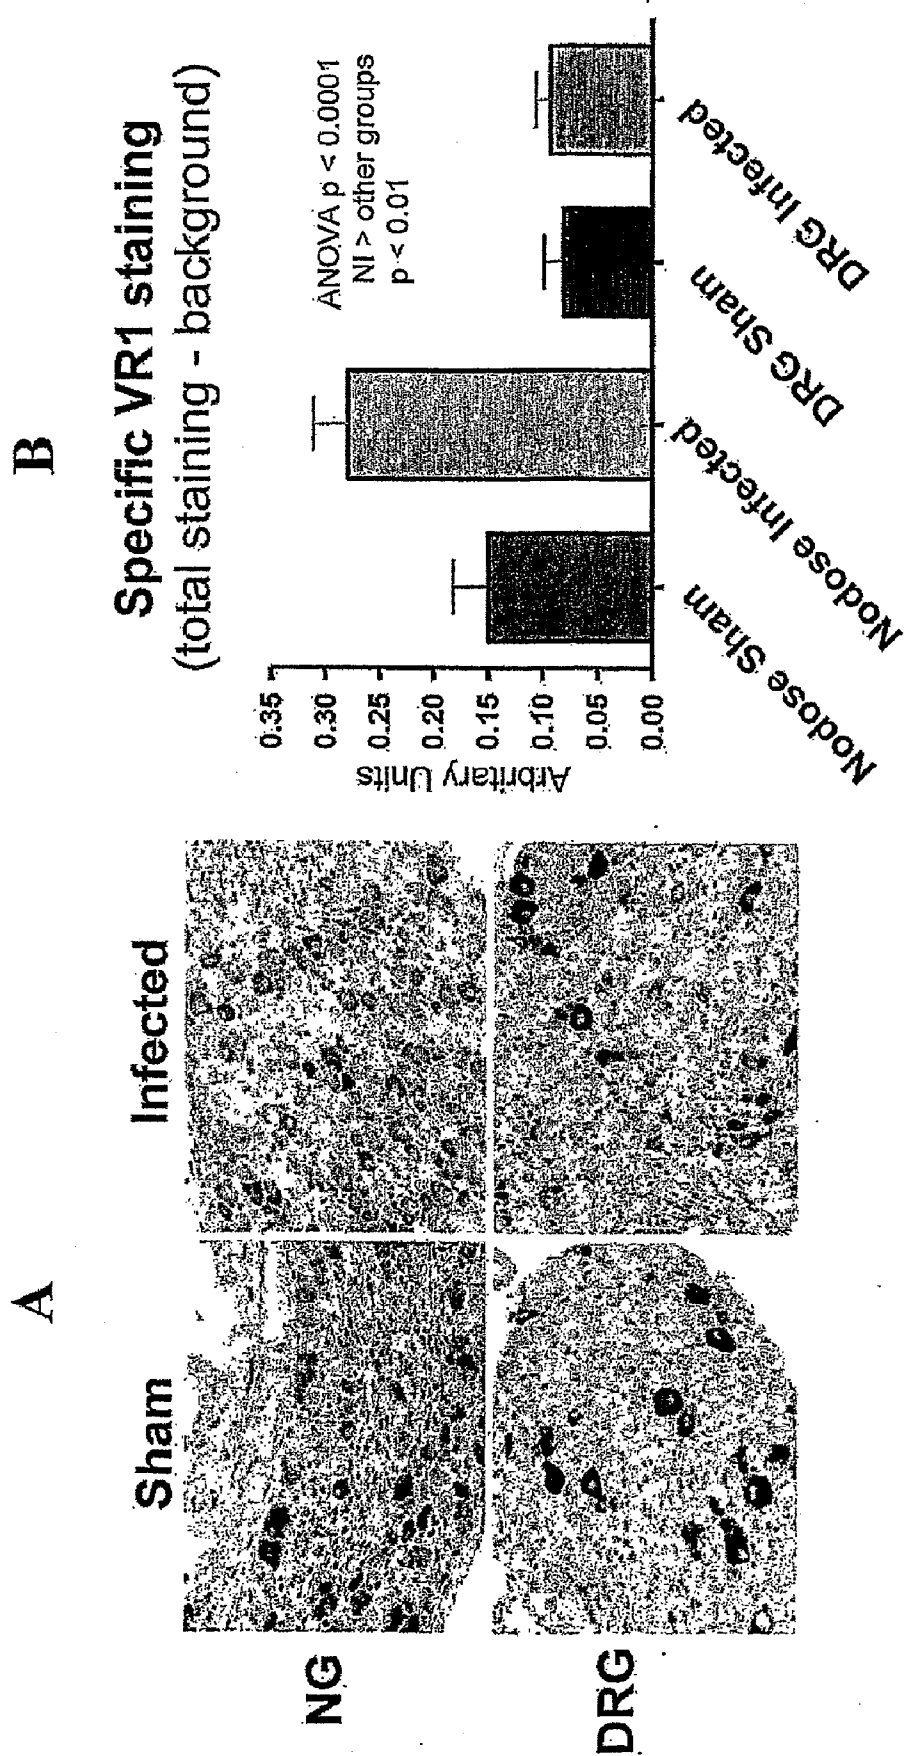 A
Sham
Infected
NG
DRG
B
Specific VR1 staining
(total staining - background)
ANOVA p < 0.0001
NI > other groups
p < 0.01
Arbritary Units
0.35
0.30
0.25
0.20
0.15
0.10
0.05
0.00
Nodose Sham
Nodose Infected
DRG Sham
DRG Infected